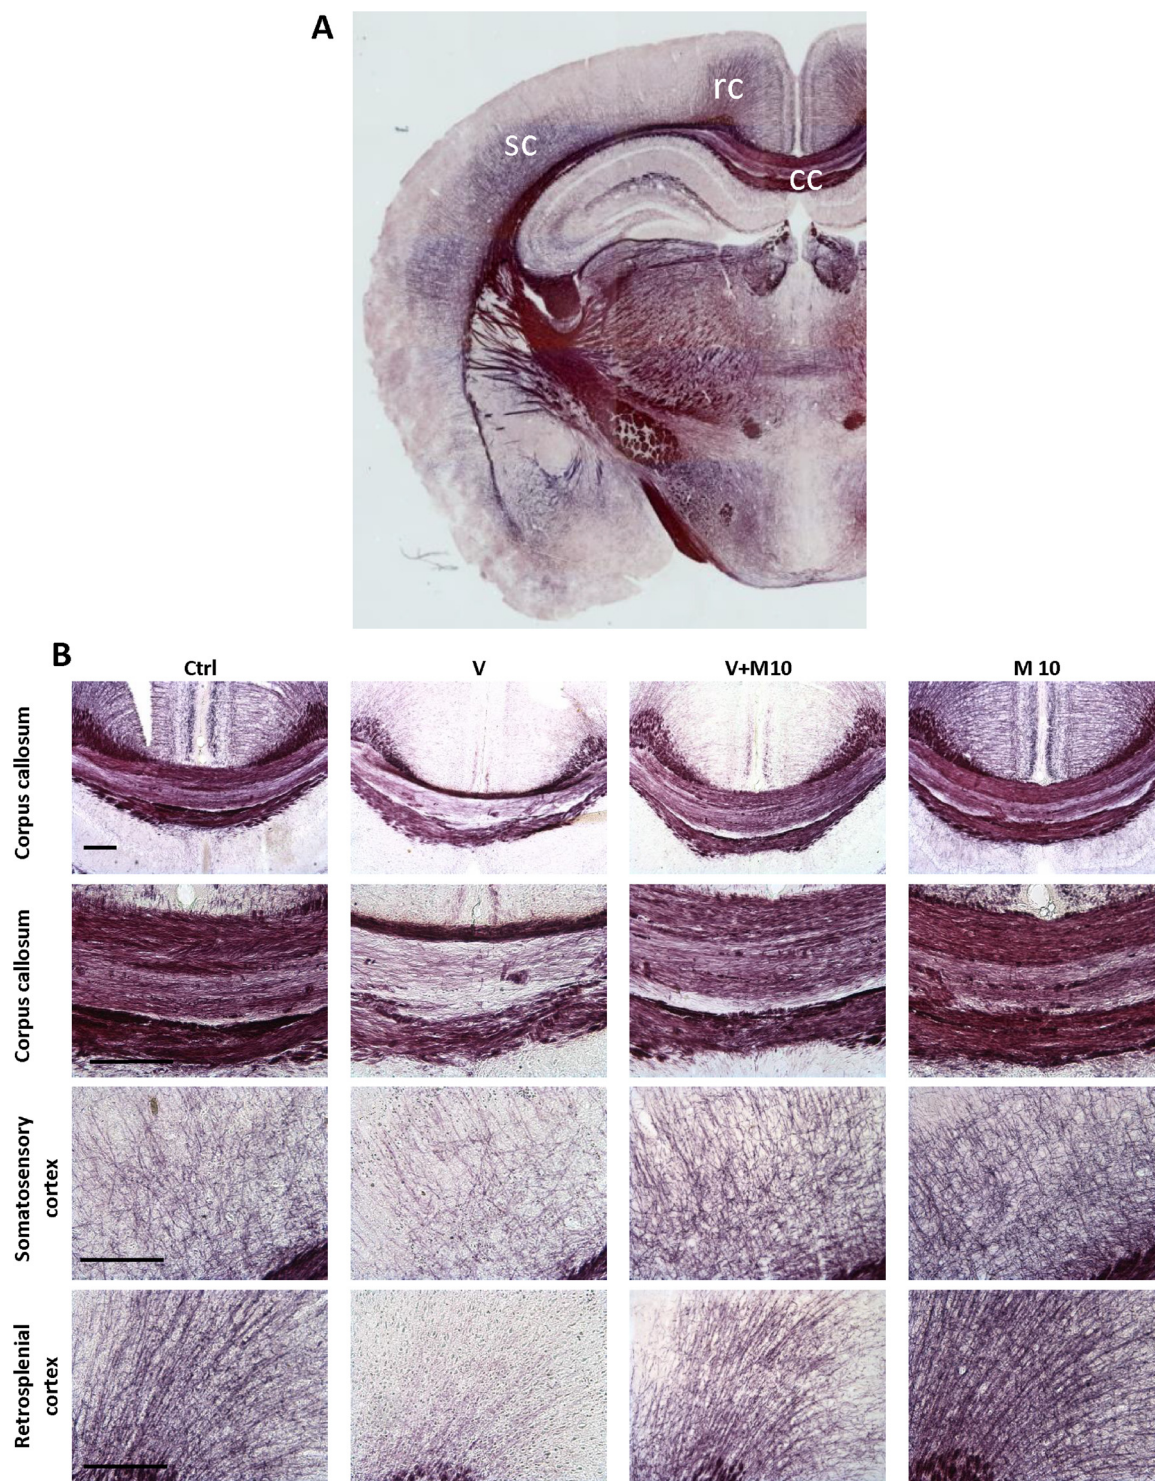 A
rc
sc
cc
B
Ctrl
V
V+M10
M 10
Corpus callosum
Corpus callosum
Somatosensory
cortex
Retrosplenial
cortex